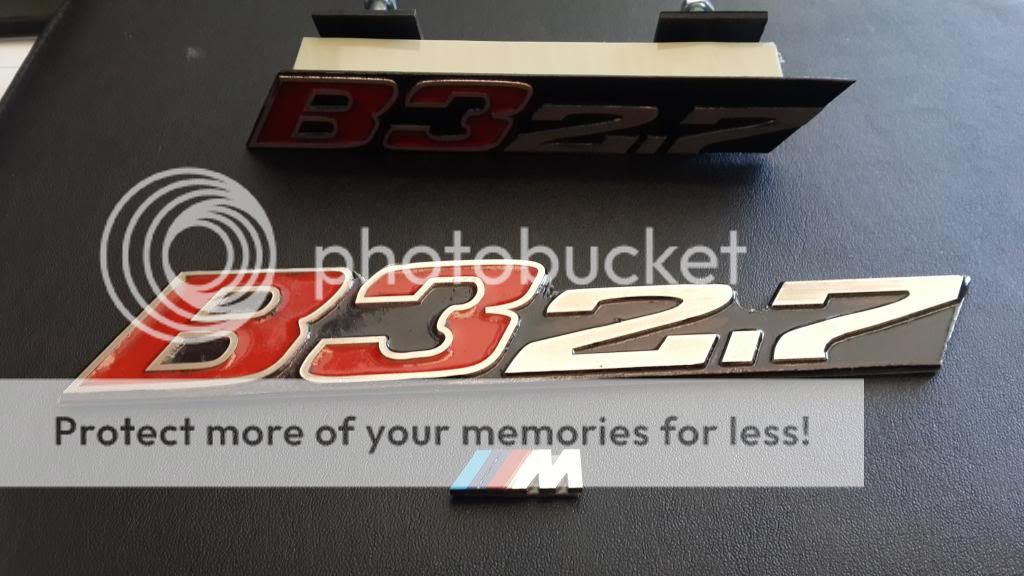 B3 2.7
photobucket
B3 2.7
Protect more of your memories for less!
M